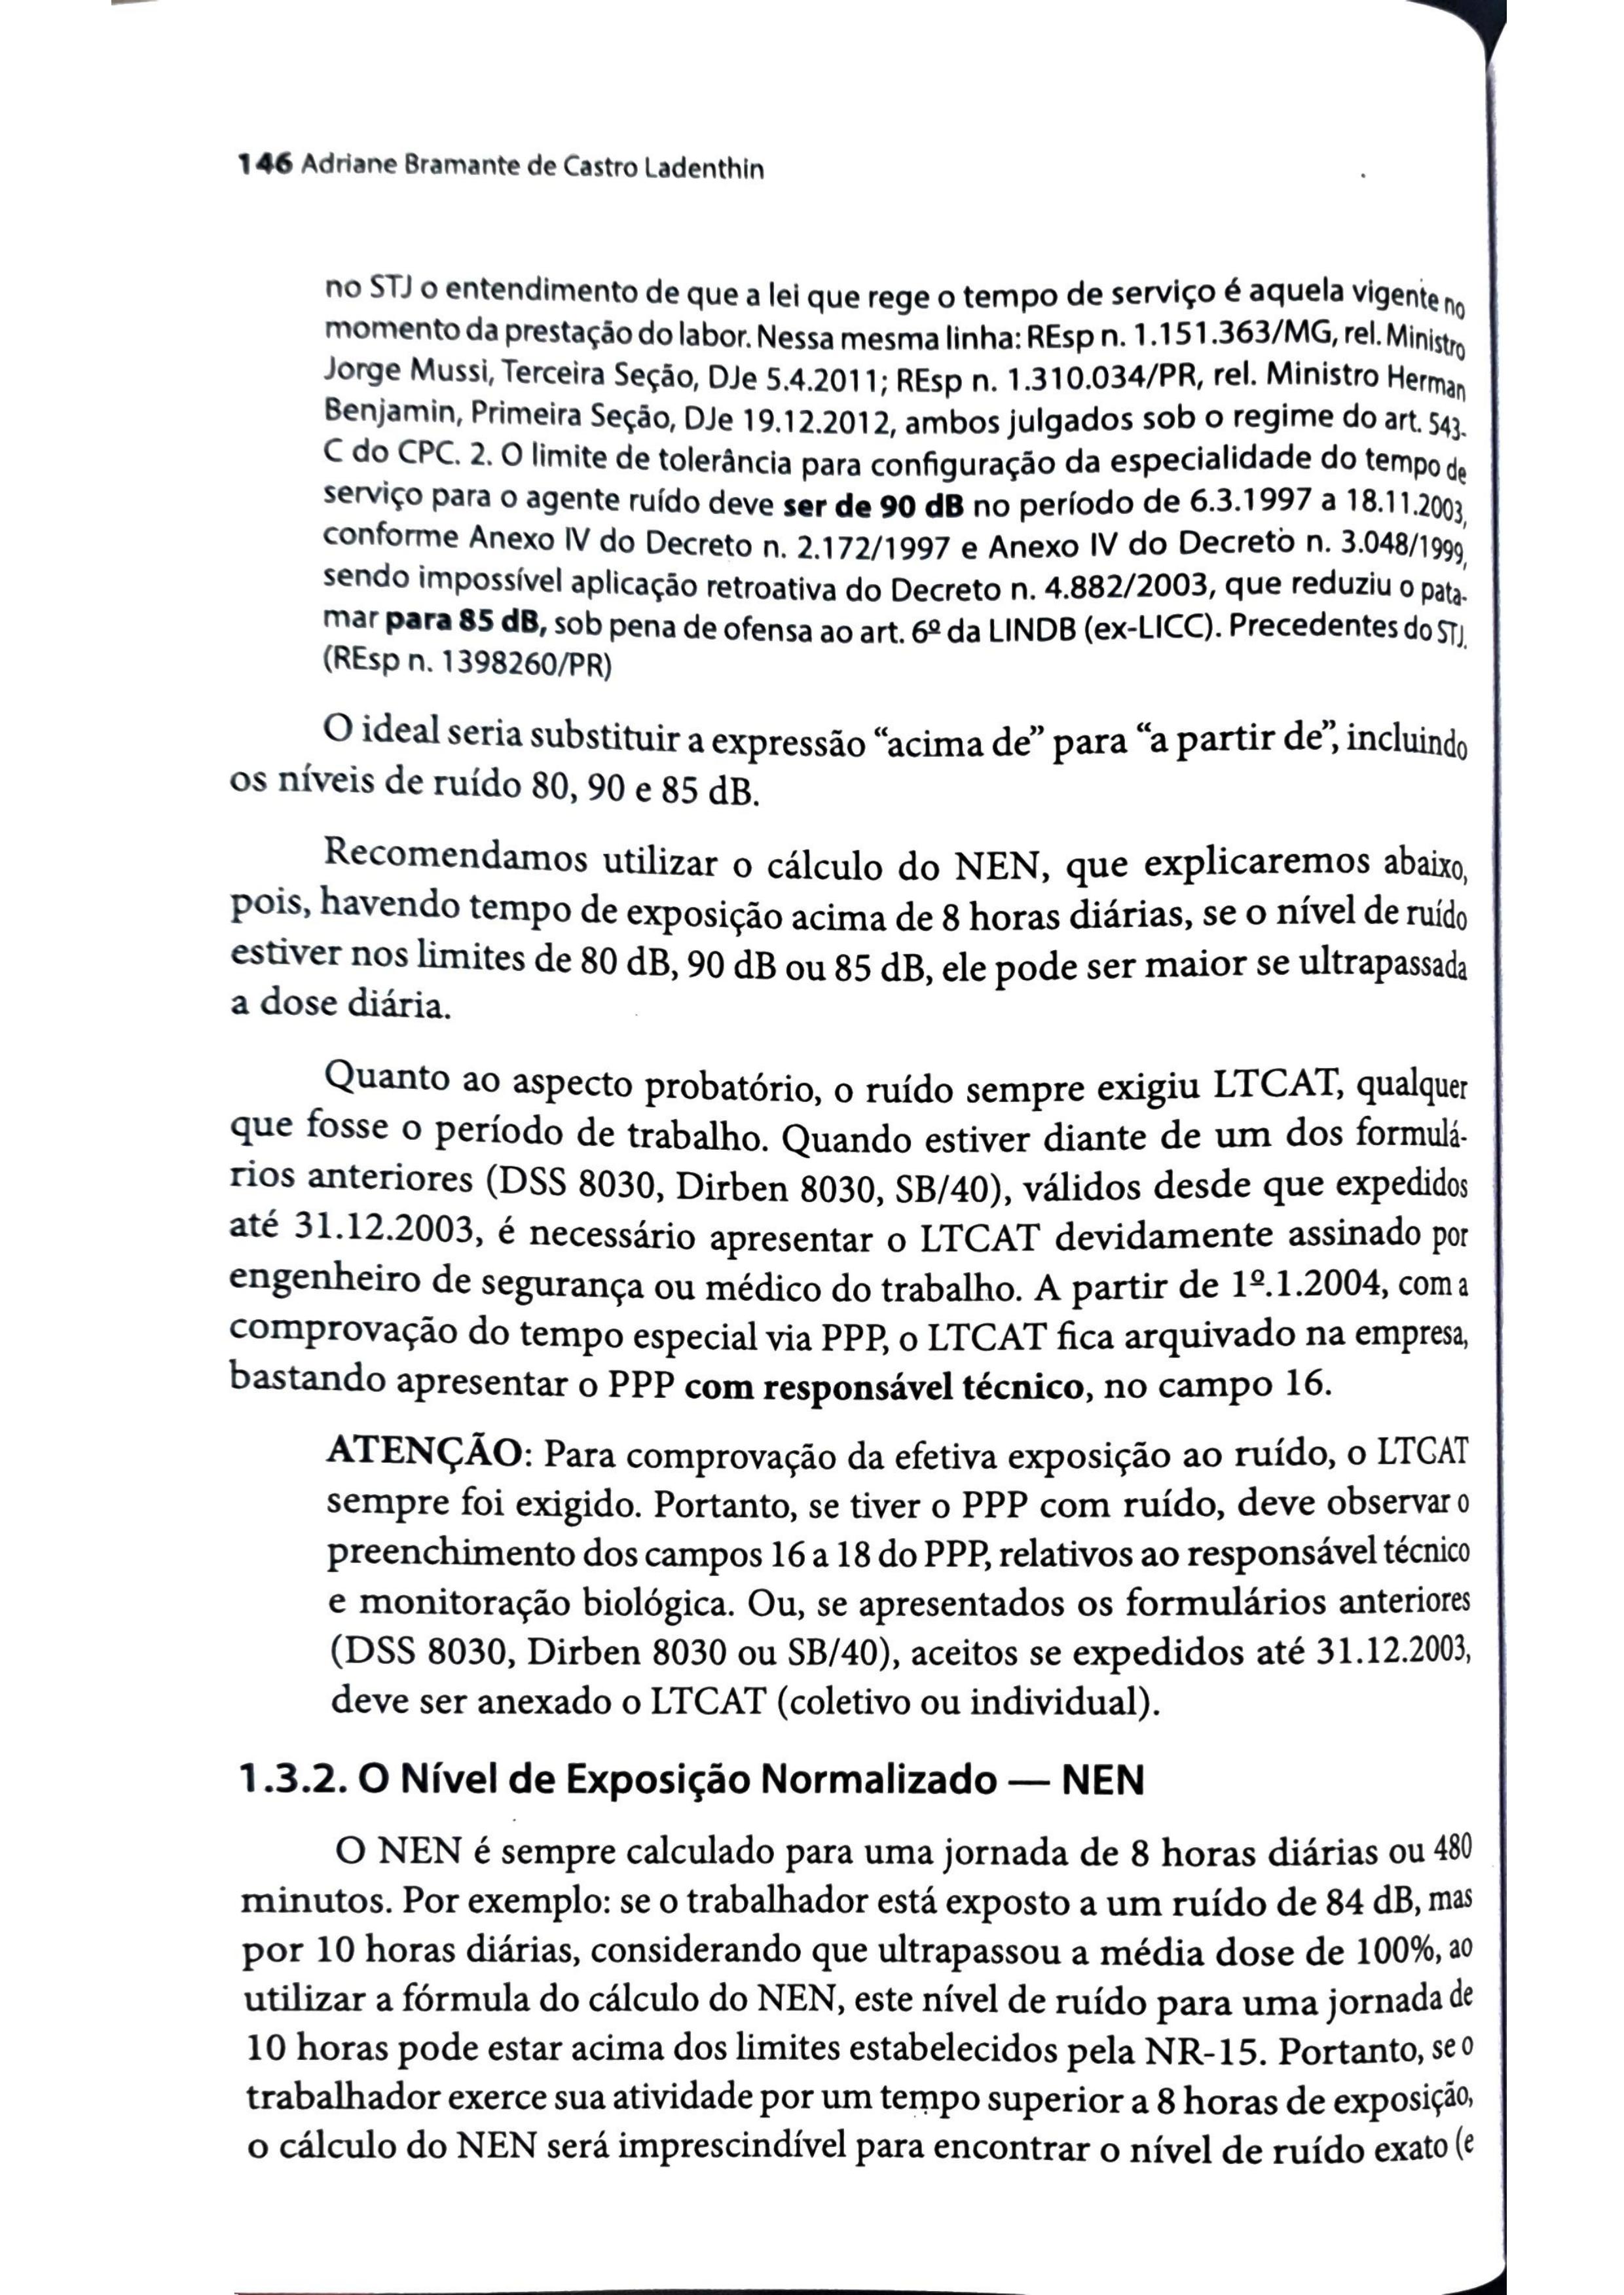 146 Adriane Bramante de Castro Ladenthin
no STJ o entendimento de que a lei que rege o tempo de serviço é aquela vigente no
momento da prestação do labor. Nessa mesma linha: REsp n. 1.151.363/MG, rel. Ministro
Jorge Mussi, Terceira Seção, DJe 5.4.2011; REsp n. 1.310.034/PR, rel. Ministro Herman
Benjamin, Primeira Seção, DJe 19.12.2012, ambos julgados sob o regime do art. 543-
C do CPC. 2. O limite de tolerância para configuração da especialidade do tempo de
serviço para o agente ruído deve ser de 90 dB no período de 6.3.1997 a 18.11.2003,
conforme Anexo IV do Decreto n. 2.172/1997 e Anexo IV do Decreto n. 3.048/1999,
sendo impossível aplicação retroativa do Decreto n. 4.882/2003, que reduziu o pata-
mar para 85 dB, sob pena de ofensa ao art. 6º da LINDB (ex-LICC). Precedentes do STJ.
(REsp n. 1398260/PR)
O ideal seria substituir a expressão “acima de” para “a partir de”, incluindo
os níveis de ruído 80, 90 e 85 dB.
Recomendamos utilizar o cálculo do NEN, que explicaremos abaixo,
pois, havendo tempo de exposição acima de 8 horas diárias, se o nível de ruído
estiver nos limites de 80 dB, 90 dB ou 85 dB, ele pode ser maior se ultrapassada
a dose diária.
Quanto ao aspecto probatório, o ruído sempre exigiu LTCAT, qualquer
que fosse o período de trabalho. Quando estiver diante de um dos formulá-
rios anteriores (DSS 8030, Dirben 8030, SB/40), válidos desde que expedidos
até 31.12.2003, é necessário apresentar o LTCAT devidamente assinado por
engenheiro de segurança ou médico do trabalho. A partir de 1º.1.2004, com a
comprovação do tempo especial via PPP, o LTCAT fica arquivado na empresa,
bastando apresentar o PPP com responsável técnico, no campo 16.
ATENÇÃO: Para comprovação da efetiva exposição ao ruído, o LTCAT
sempre foi exigido. Portanto, se tiver o PPP com ruído, deve observar o
preenchimento dos campos 16 a 18 do PPP, relativos ao responsável técnico
e monitoração biológica. Ou, se apresentados os formulários anteriores
(DSS 8030, Dirben 8030 ou SB/40), aceitos se expedidos até 31.12.2003,
deve ser anexado o LTCAT (coletivo ou individual).
1.3.2. O Nível de Exposição Normalizado — NEN
O NEN é sempre calculado para uma jornada de 8 horas diárias ou 480
minutos. Por exemplo: se o trabalhador está exposto a um ruído de 84 dB, mas
por 10 horas diárias, considerando que ultrapassou a média dose de 100%, ao
utilizar a fórmula do cálculo do NEN, este nível de ruído para uma jornada de
10 horas pode estar acima dos limites estabelecidos pela NR-15. Portanto, se o
trabalhador exerce sua atividade por um tempo superior a 8 horas de exposição,
o cálculo do NEN será imprescindível para encontrar o nível de ruído exato (e